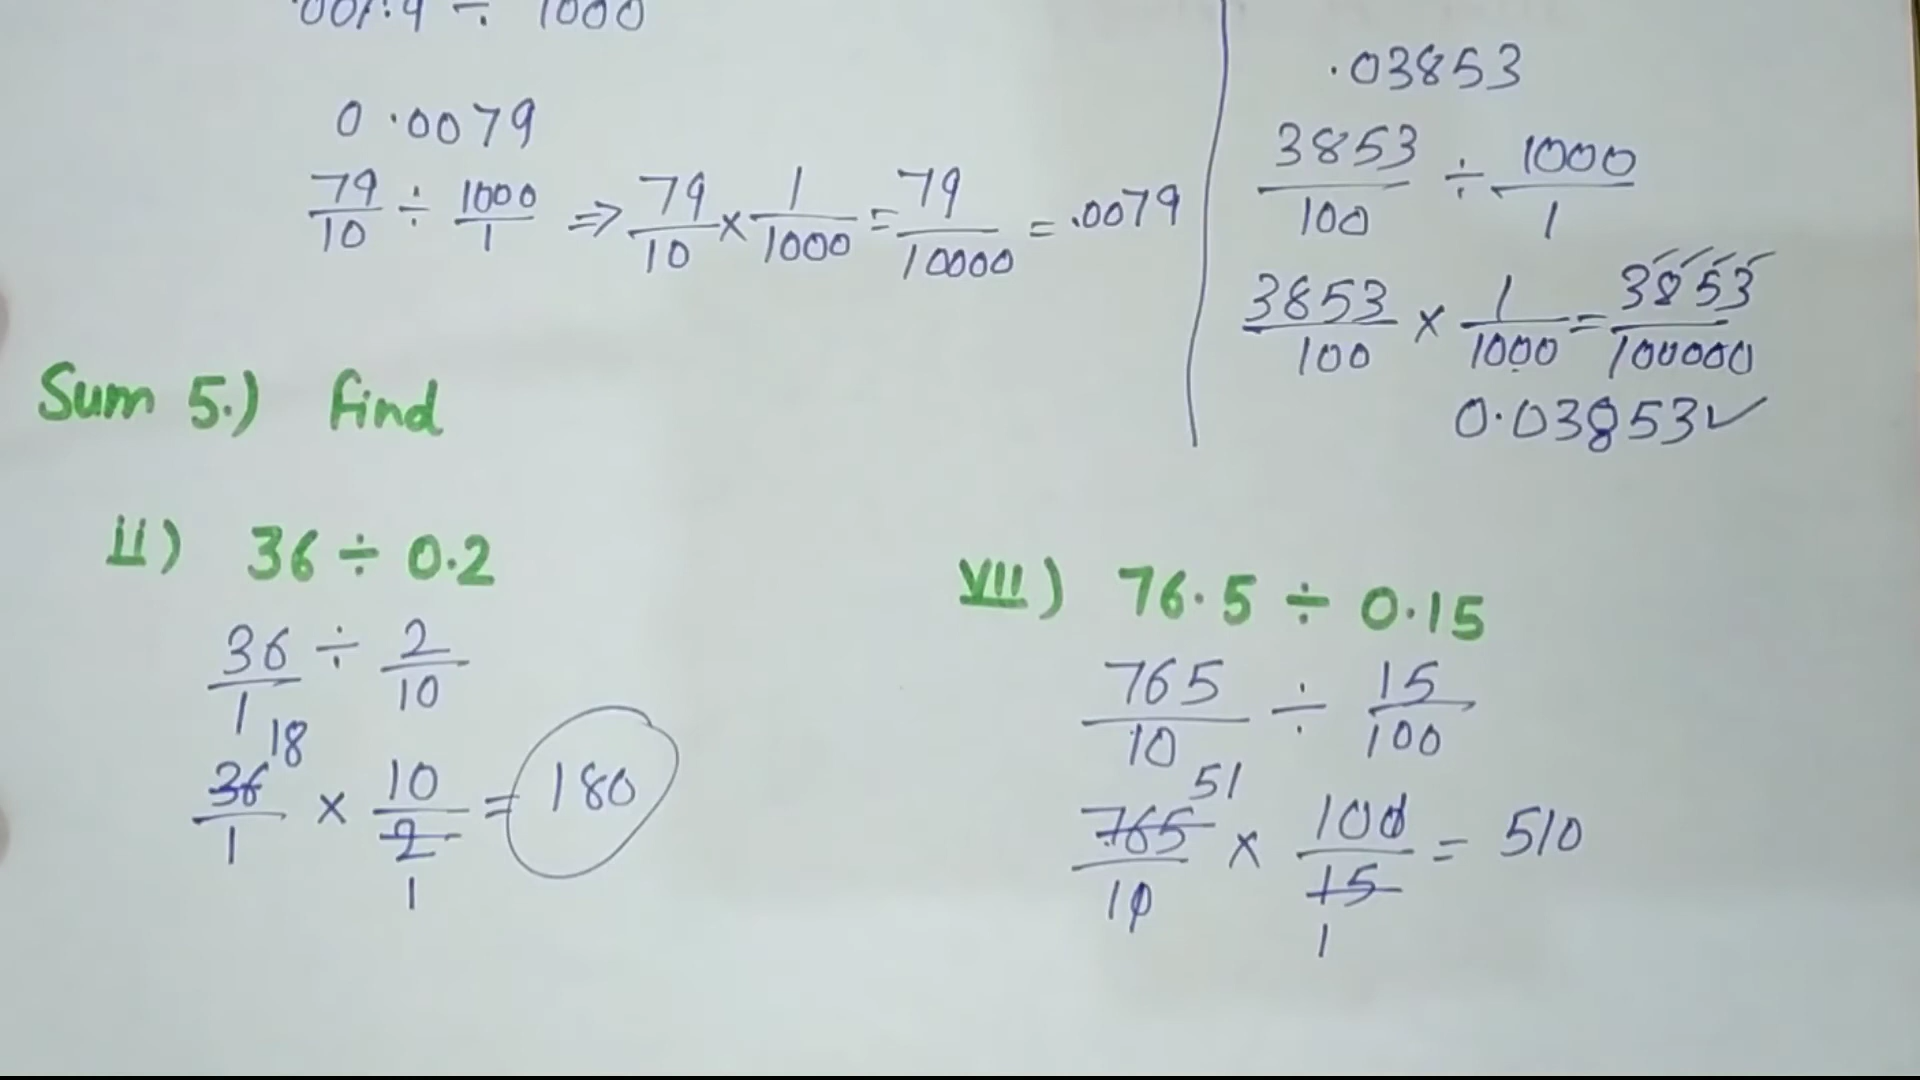 007.9 ÷ 1000
0.0079
79/10 ÷ 1000/1 ⇒ 79/10 × 1/1000 = 79/10000 = .0079
.03853
3853/100 ÷ 1000/1
3853/100 × 1/1000 = 3853/100000
0.03853✓
Sum 5.) Find
II) 36 ÷ 0.2
36/1 ÷ 2/10
18
36/1 × 10/2 = 180
1
VII) 76.5 ÷ 0.15
765/10 ÷ 15/100
51
765/10 × 100/15 = 510
1